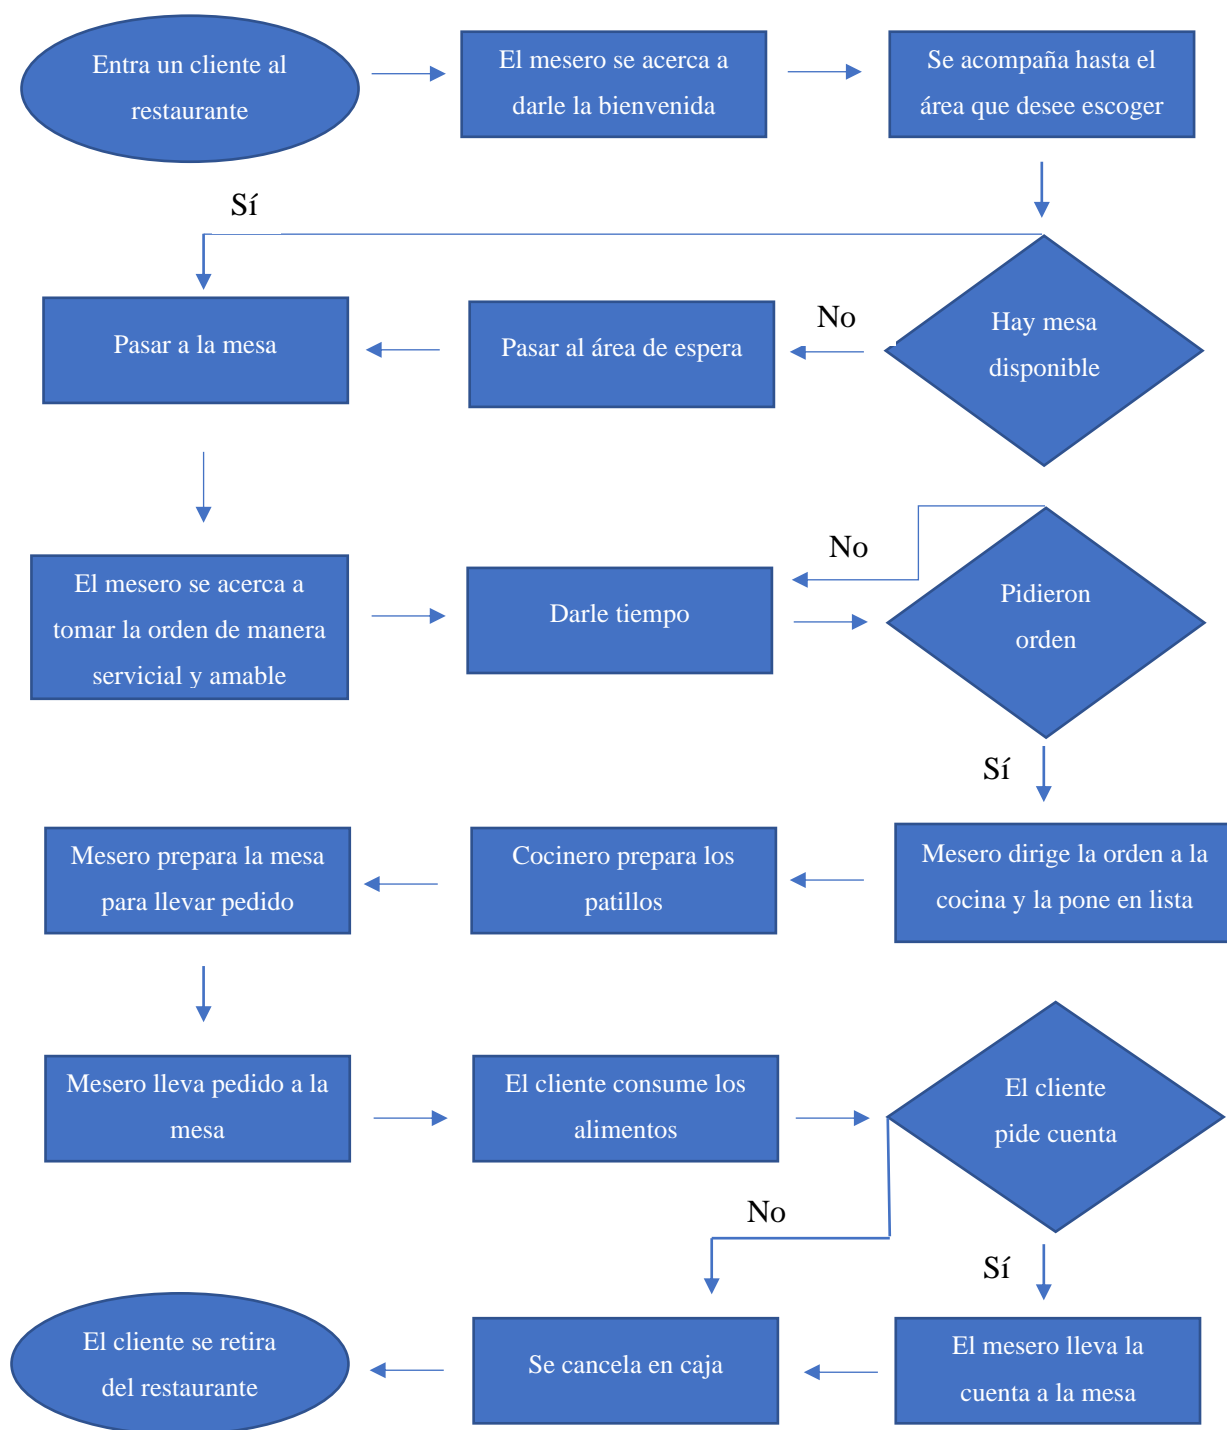 Entra un cliente al
restaurante
El mesero se acerca a
darle la bienvenida
Se acompaña hasta el
área que desee escoger
Sí
Hay mesa
disponible
No
Pasar al área de espera
Pasar a la mesa
El mesero se acerca a
tomar la orden de manera
servicial y amable
Darle tiempo
No
Pidieron
orden
Sí
Mesero dirige la orden a la
cocina y la pone en lista
Cocinero prepara los
patillos
Mesero prepara la mesa
para llevar pedido
Mesero lleva pedido a la
mesa
El cliente consume los
alimentos
El cliente
pide cuenta
No
Sí
El mesero lleva la
cuenta a la mesa
Se cancela en caja
El cliente se retira
del restaurante